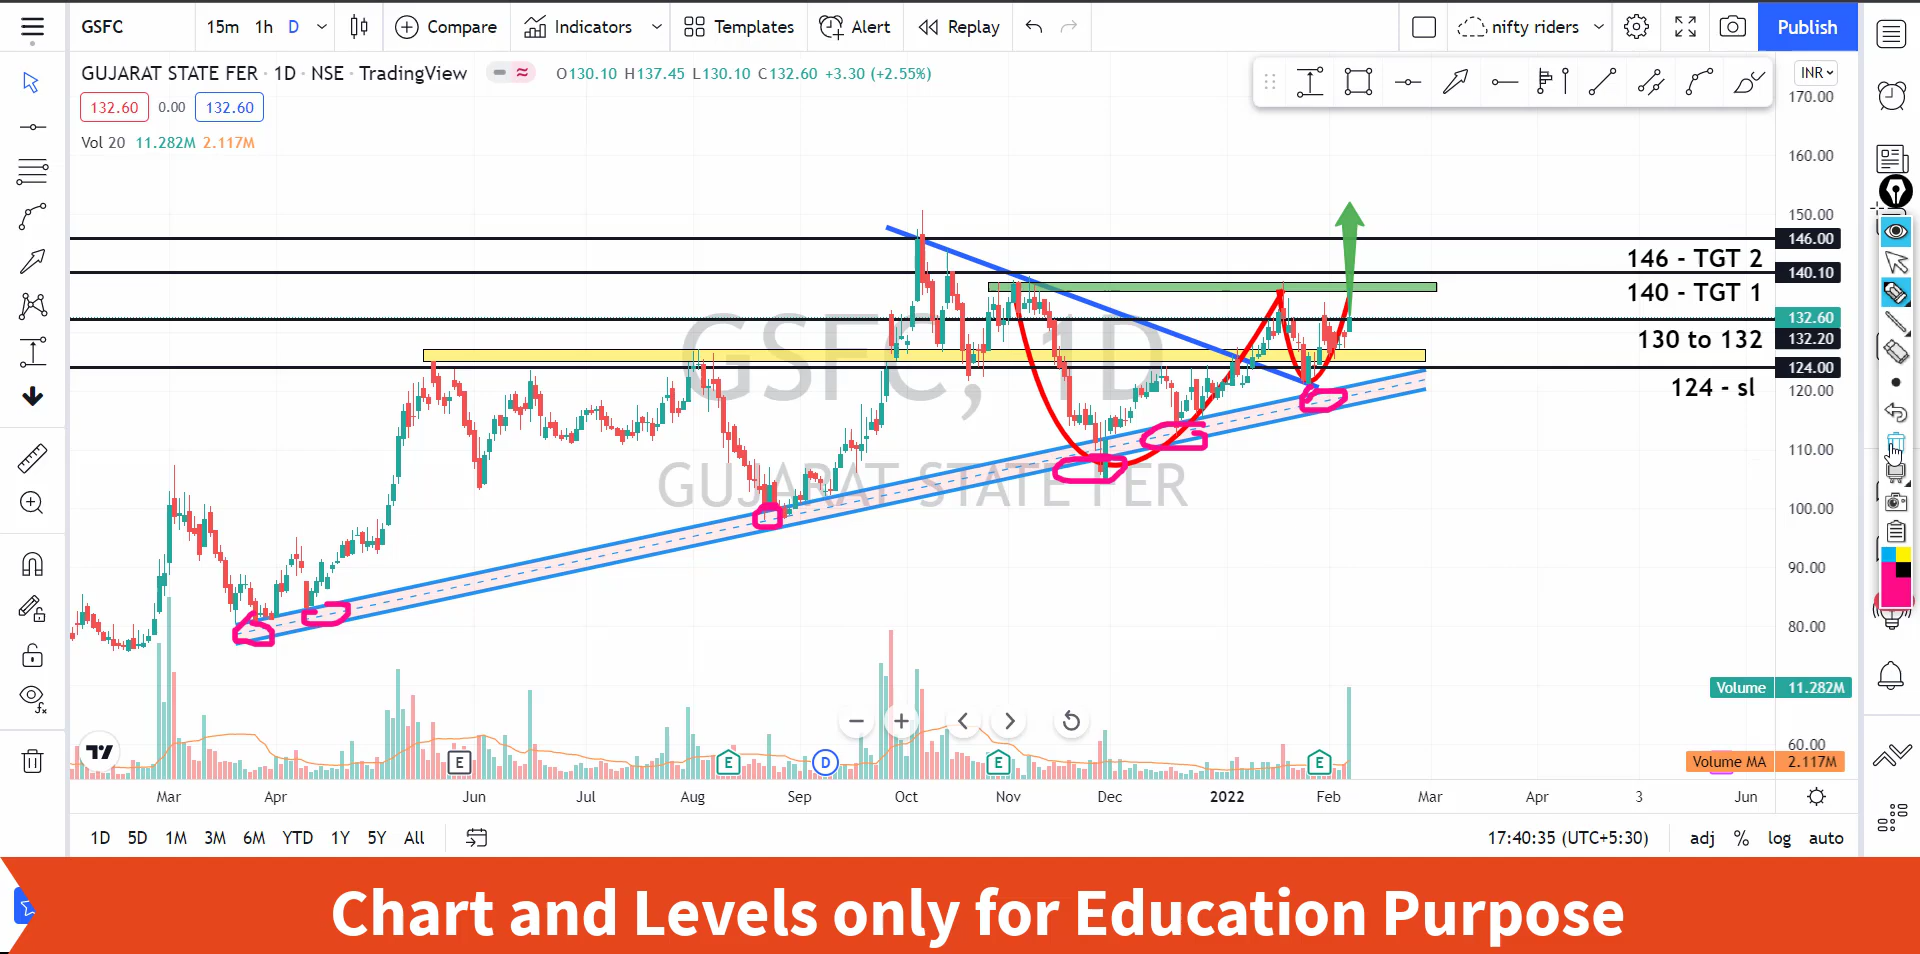 GSFC 15m 1h D Compare Indicators Templates Alert Replay nifty riders Publish
GUJARAT STATE FER · 1D · NSE · TradingView O130.10 H137.45 L130.10 C132.60 +3.30 (+2.55%) INR
132.60 0.00 132.60
Vol 20 11.282M 2.117M
170.00
160.00
150.00
146.00
146 - TGT 2
140.10
140 - TGT 1
132.60
130 to 132 132.20
GSFC, 1D
124.00
124 - sl 120.00
110.00
GUJARAT STATE FER
100.00
90.00
80.00
Volume 11.282M
60.00
E E D E E Volume MA 2.117M
Mar Apr Jun Jul Aug Sep Oct Nov Dec 2022 Feb Mar Apr 3 Jun
1D 5D 1M 3M 6M YTD 1Y 5Y All 17:40:35 (UTC+5:30) adj % log auto
Chart and Levels only for Education Purpose